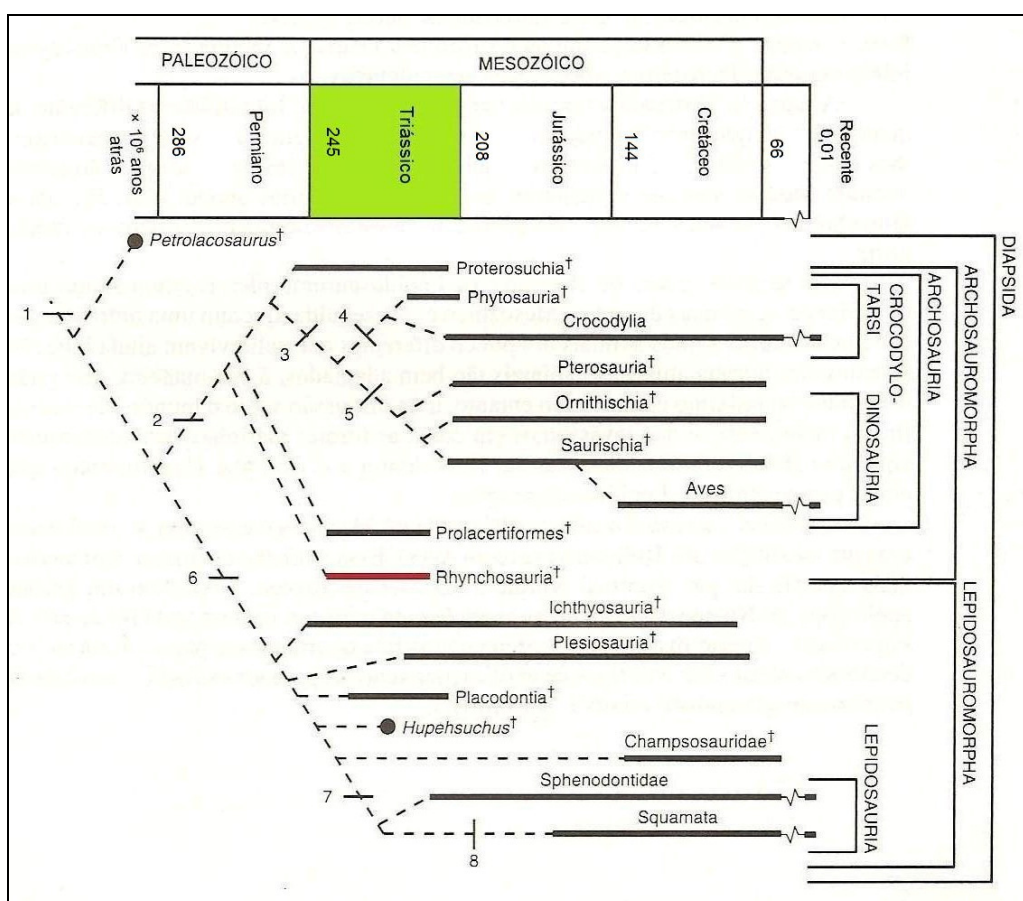 PALEOZÓICO
MESOZÓICO
× 10⁶ anos
atrás
286
Permiano
245
Triássico
208
Jurássico
144
Cretáceo
66
Recente
0,01
Petrolacosaurus†
Proterosuchia†
Phytosauria†
Crocodylia
Pterosauria†
Ornithischia†
Saurischia†
Aves
Prolacertiformes†
Rhynchosauria†
Ichthyosauria†
Plesiosauria†
Placodontia†
Hupehsuchus†
Champsosauridae†
Sphenodontidae
Squamata
1
2
3
4
5
6
7
8
DIAPSIDA
ARCHOSAUROMORPHA
ARCHOSAURIA
CROCODYLO-
TARSI
DINOSAURIA
LEPIDOSAUROMORPHA
LEPIDOSAURIA